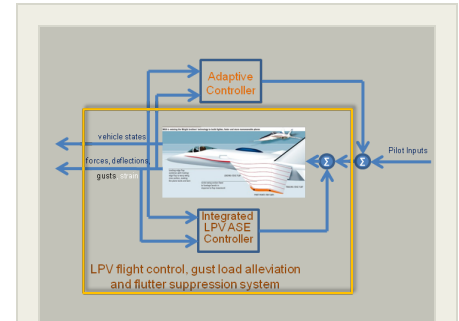 Adaptive
Controller
vehicle states
forces, deflections,
gusts strain
Σ
Σ
Pilot Inputs
Integrated
LPV ASE
Controller
LPV flight control, gust load alleviation
and flutter suppression system